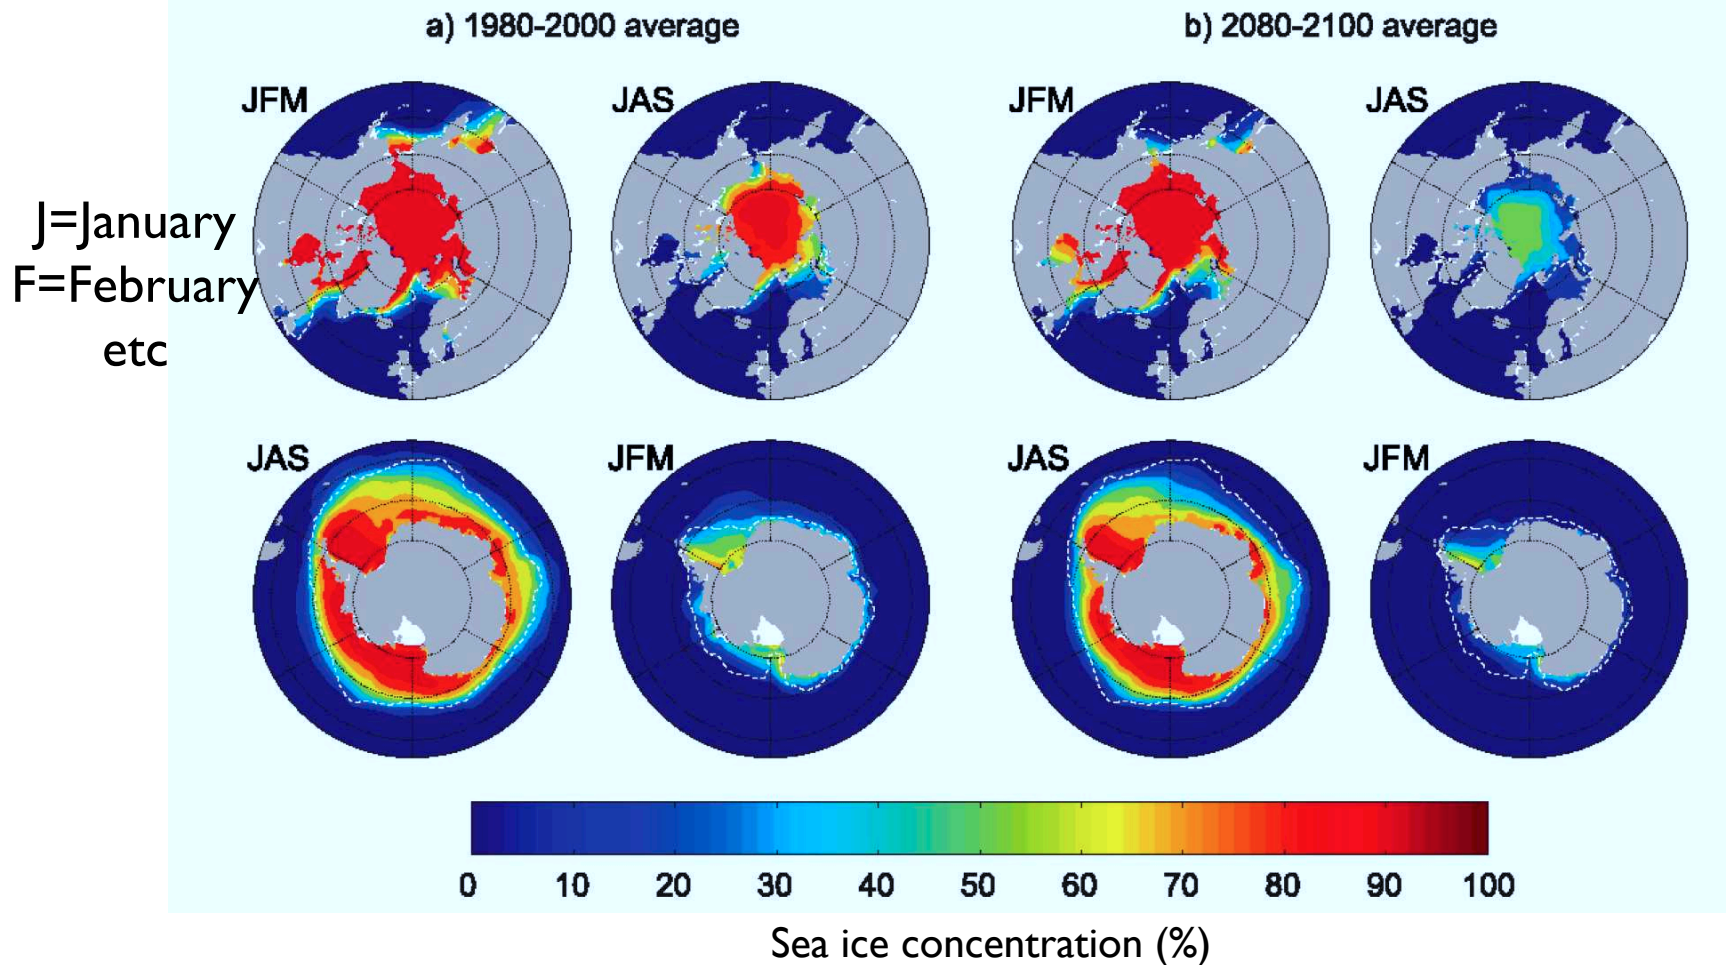 a) 1980-2000 average
b) 2080-2100 average
JFM
JAS
JFM
JAS
J=January
F=February
etc
JAS
JFM
JAS
JFM
0 10 20 30 40 50 60 70 80 90 100
Sea ice concentration (%)